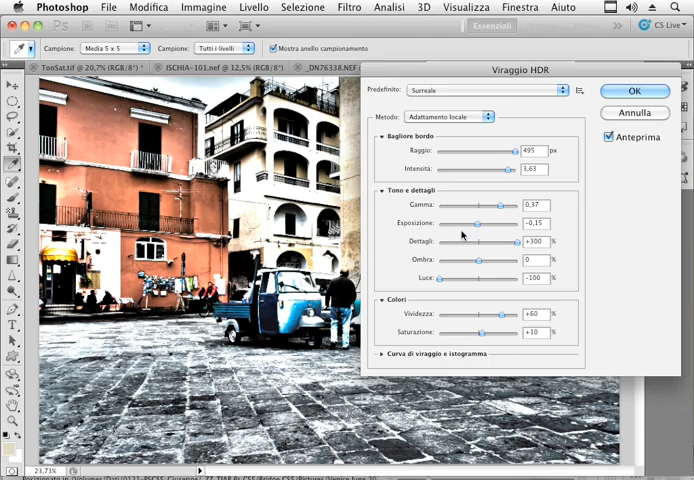 Photoshop File Modifica Immagine Livello Selezione Filtro Analisi 3D Visualizza Finestra Aiuto
Br Mb Essenziali CS Live
Campione: Media 5 x 5 Campione: Tutti i livelli Mostra anello campionamento
TonSat.tif @ 20,7% (RGB/8*) * ISCHIA-101.nef @ 12,5% (RGB/8*) _DN76338.NEF
Viraggio HDR
Predefinito: Surreale
OK
Annulla
Anteprima
Metodo: Adattamento locale
Bagliore bordo
Raggio: 495 px
Intensità: 3,63
Tono e dettagli
Gamma: 0,37
Esposizione: -0,15
Dettagli: +300 %
Ombra: 0 %
Luce: -100 %
Colori
Vividezza: +60 %
Saturazione: +10 %
Curva di viraggio e istogramma
23,73%